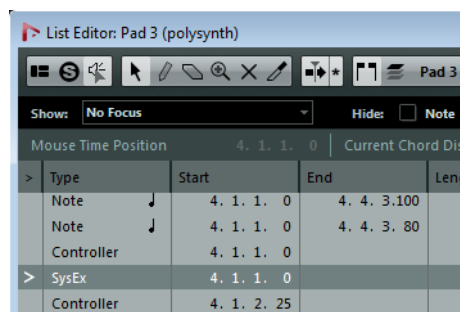 List Editor: Pad 3 (polysynth)
* Pad 3
Show: No Focus Hide: Note
Mouse Time Position 4. 1. 1. 0 Current Chord Dis
> Type Start End Len
Note 4. 1. 1. 0 4. 4. 3.100
Note 4. 1. 1. 0 4. 4. 3. 80
Controller 4. 1. 1. 0
> SysEx 4. 1. 1. 0
Controller 4. 1. 2. 25